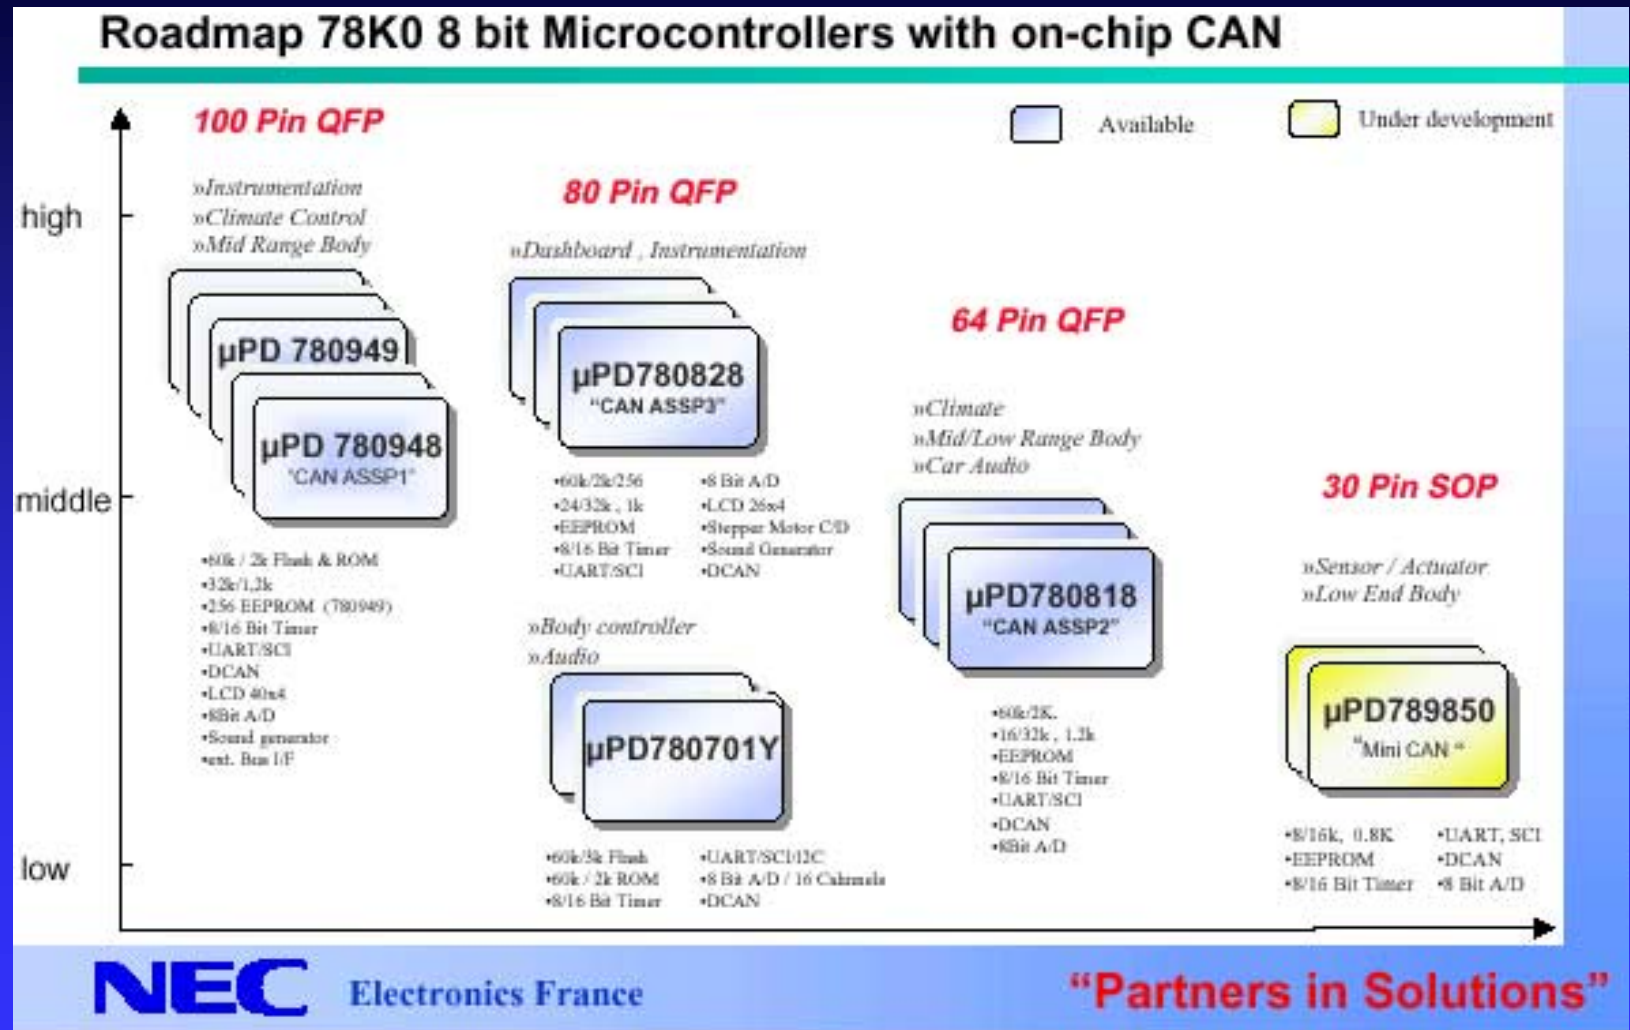 Roadmap 78K0 8 bit Microcontrollers with on-chip CAN
Available
Under development
high
middle
low
100 Pin QFP
»Instrumentation
»Climate Control
»Mid Range Body
µPD 780949
µPD 780948
"CAN ASSP1"
•60k / 2k Flash & ROM
•32k/1,2k
•256 EEPROM (780949)
•8/16 Bit Timer
•UART/SCI
•DCAN
•LCD 40x4
•8Bit A/D
•Sound generator
•ext. Bus I/F
80 Pin QFP
»Dashboard , Instrumentation
µPD780828
"CAN ASSP3"
•60k/2k/256
•24/32k , 1k
•EEPROM
•8/16 Bit Timer
•UART/SCI
•8 Bit A/D
•LCD 26x4
•Stepper Motor C/D
•Sound Generator
•DCAN
»Body controller
»Audio
µPD780701Y
•60k/3k Flash
•60k / 2k ROM
•8/16 Bit Timer
•UART/SCI/I2C
•8 Bit A/D / 16 Cahnnels
•DCAN
64 Pin QFP
»Climate
»Mid/Low Range Body
»Car Audio
µPD780818
"CAN ASSP2"
•60k/2K.
•16/32k , 1.2k
•EEPROM
•8/16 Bit Timer
•UART/SCI
•DCAN
•8Bit A/D
30 Pin SOP
»Sensor / Actuator
»Low End Body
µPD789850
"Mini CAN "
•8/16k, 0.8K
•EEPROM
•8/16 Bit Timer
•UART, SCI
•DCAN
•8 Bit A/D
NEC Electronics France
"Partners in Solutions"